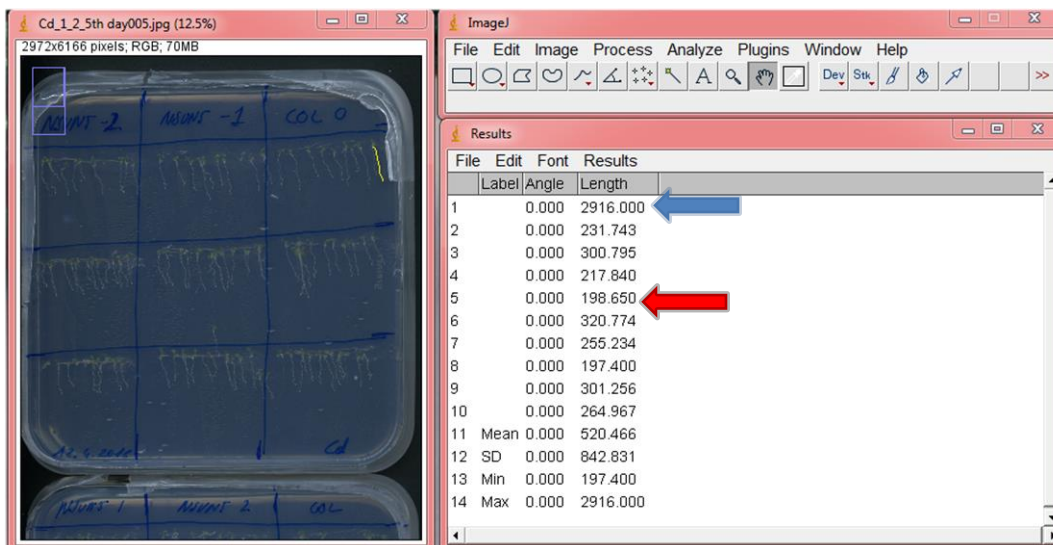 Cd_1_2_5th day005.jpg (12.5%)
2972x6166 pixels; RGB; 70MB
NSUN5 -1
COL 0
Cd
COL
ImageJ
File Edit Image Process Analyze Plugins Window Help
A Dev Stk >>
Results
File Edit Font Results
Label Angle Length
1 0.000 2916.000
2 0.000 231.743
3 0.000 300.795
4 0.000 217.840
5 0.000 198.650
6 0.000 320.774
7 0.000 255.234
8 0.000 197.400
9 0.000 301.256
10 0.000 264.967
11 Mean 0.000 520.466
12 SD 0.000 842.831
13 Min 0.000 197.400
14 Max 0.000 2916.000